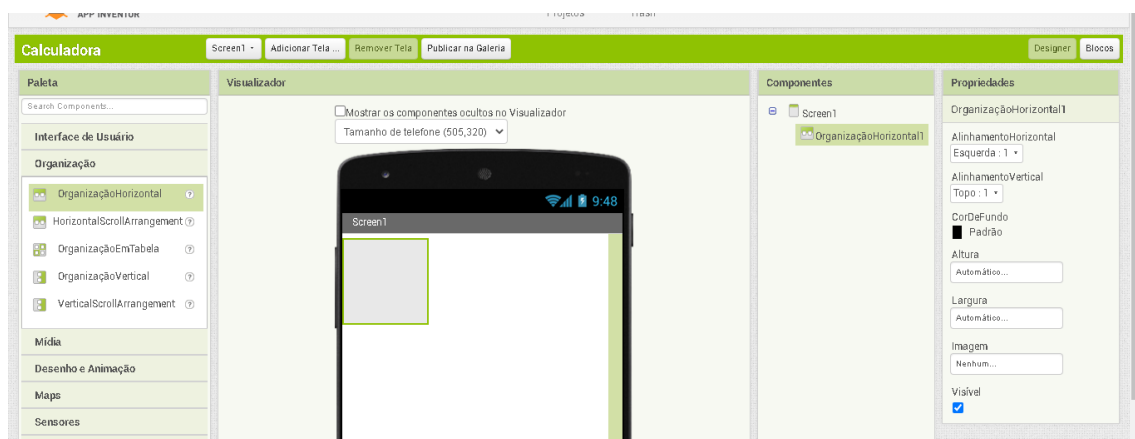 APP INVENTOR
Projetos
Trash
Calculadora
Screen1
Adicionar Tela ...
Remover Tela
Publicar na Galeria
Designer
Blocos
Paleta
Search Components...
Interface de Usuário
Organização
OrganizaçãoHorizontal
HorizontalScrollArrangement
OrganizaçãoEmTabela
OrganizaçãoVertical
VerticalScrollArrangement
Mídia
Desenho e Animação
Maps
Sensores
Visualizador
Mostrar os componentes ocultos no Visualizador
Tamanho de telefone (505,320)
9:48
Screen1
Componentes
Screen1
OrganizaçãoHorizontal1
Propriedades
OrganizaçãoHorizontal1
AlinhamentoHorizontal
Esquerda : 1
AlinhamentoVertical
Topo : 1
CorDeFundo
Padrão
Altura
Automático...
Largura
Automático...
Imagem
Nenhum...
Visível